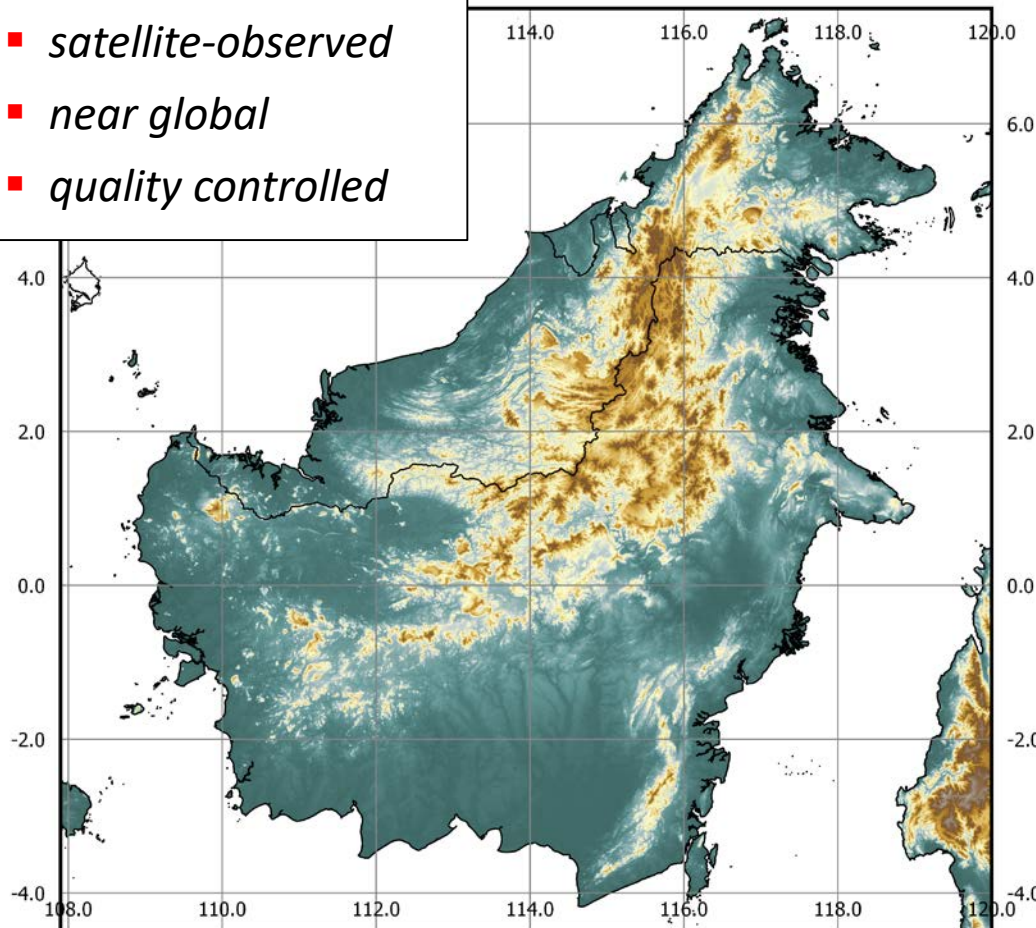 ▪ satellite-observed
▪ near global
▪ quality controlled
114.0 116.0 118.0 120.0
6.0 6.0
4.0 4.0
2.0 2.0
0.0 0.0
-2.0 -2.0
-4.0 -4.0
108.0 110.0 112.0 114.0 116.0 118.0 120.0